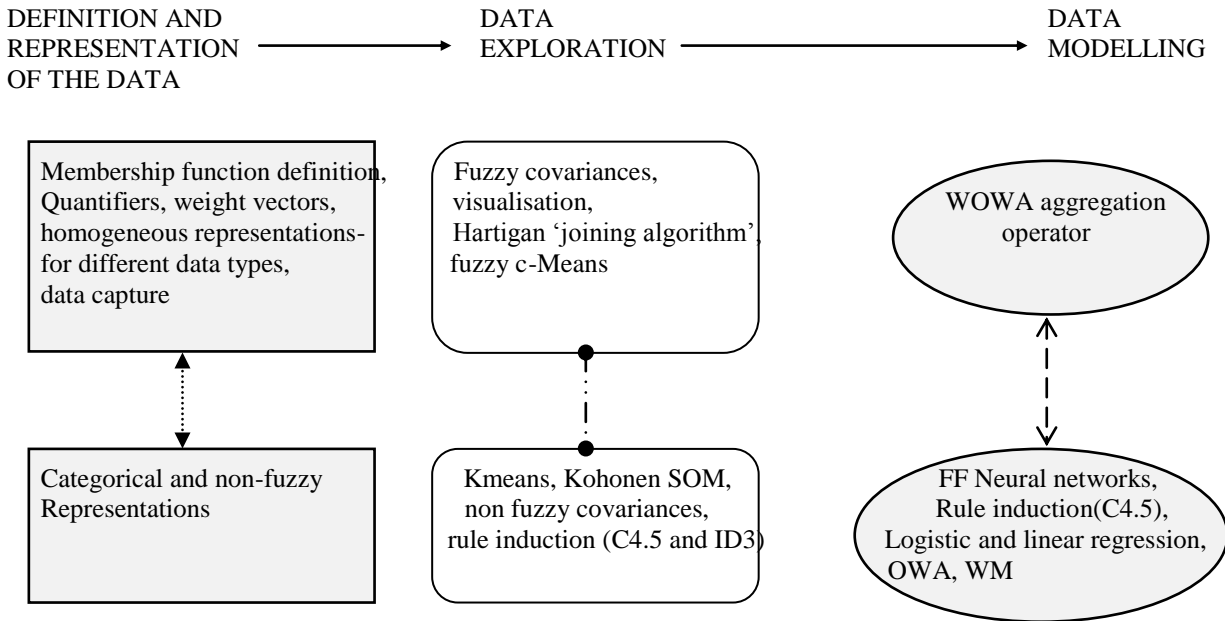 DEFINITION AND
REPRESENTATION
OF THE DATA
DATA
EXPLORATION
DATA
MODELLING
Membership function definition,
Quantifiers, weight vectors,
homogeneous representations-
for different data types,
data capture
Fuzzy covariances,
visualisation,
Hartigan ‘joining algorithm’,
fuzzy c-Means
WOWA aggregation
operator
Categorical and non-fuzzy
Representations
Kmeans, Kohonen SOM,
non fuzzy covariances,
rule induction (C4.5 and ID3)
FF Neural networks,
Rule induction(C4.5),
Logistic and linear regression,
OWA, WM